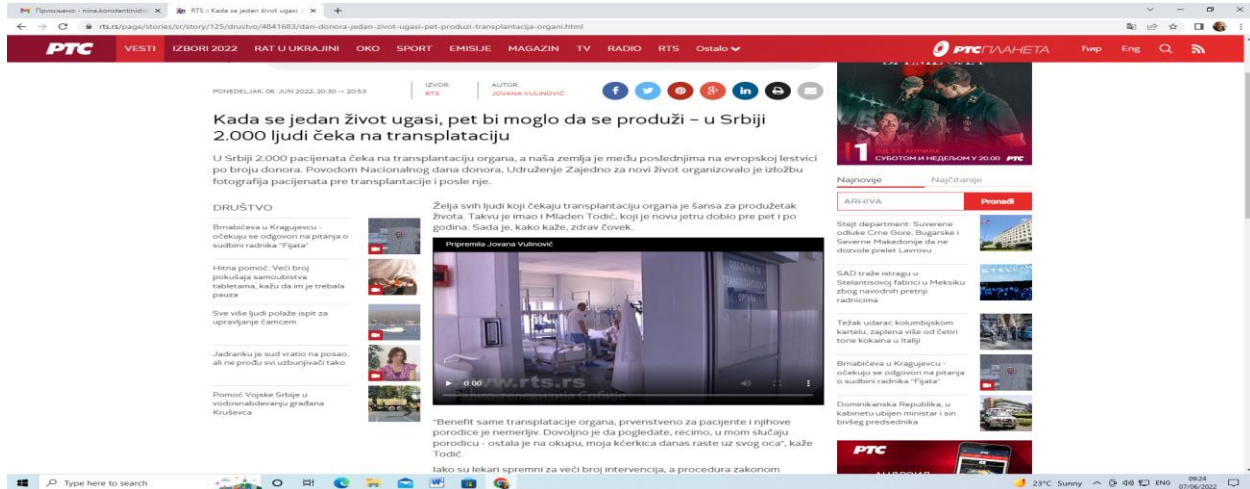 Примљено - nina.konstantinidis
RTS :: Kada se jedan život ugasi,
rts.rs/page/stories/sr/story/125/drustvo/4841683/dan-donora-jedan-zivot-ugasi-pet-produzi-transplantacija-organi.html
РТС VESTI IZBORI 2022 RAT U UKRAJINI OKO SPORT EMISIJE MAGAZIN TV RADIO RTS Ostalo РТСПЛАНЕТА Ћир Eng
PONEDELJAK, 06. JUN 2022, 20:30 -> 20:53
IZVOR:
RTS
AUTOR:
JOVANA VULINOVIĆ
Kada se jedan život ugasi, pet bi moglo da se produži – u Srbiji
2.000 ljudi čeka na transplataciju
U Srbiji 2.000 pacijenata čeka na transplantaciju organa, a naša zemlja je među poslednjima na evropskoj lestvici
po broju donora. Povodom Nacionalnog dana donora, Udruženje Zajedno za novi život organizovalo je izložbu
fotografija pacijenata pre transplantacije i posle nje.
DRUŠTVO
Brnabićeva u Kragujevcu -
očekuju se odgovori na pitanja o
sudbini radnika "Fijata"
Hitna pomoć: Veći broj
pokušaja samoubistva
tabletama, kažu da im je trebala
pauza
Sve više ljudi polaže ispit za
upravljanje čamcem
Jadranku je sud vratio na posao,
ali ne prođu svi uzbunjivači tako
Pomoć Vojske Srbije u
vodosnabdevanju građana
Kruševca
Želja svih ljudi koji čekaju transplataciju organa je šansa za produžetak
života. Takvu je imao i Mladen Todić, koji je novu jetru dobio pre pet i po
godina. Sada je, kako kaže, zdrav čovek.
Pripremila Jovana Vulinović
0:00
www.rts.rs
"Benefit same transplatacije organa, prvenstveno za pacijente i njihove
porodice je nemerljiv. Dovoljno je da pogledate, recimo, u mom slučaju
porodicu - ostala je na okupu, moja kćerkica danas raste uz svog oca", kaže
Todić.
Iako su lekari spremni za veći broj intervencija, a procedura zakonom
1 ОД 23. АПРИЛА
СУБОТОМ И НЕДЕЉОМ У 20.00 РТС
Najnovije Najčitanije
ARHIVA Pronađi
Stejt department: Suverene
odluke Crne Gore, Bugarske i
Severne Makedonije da ne
dozvole prelet Lavrovu
SAD traže istragu u
Stelantisovoj fabrici u Meksiku
zbog navodnih pretnji
radnicima
Težak udarac kolumbijskom
kartelu, zaplena više od četiri
tone kokaina u Italiji
Brnabićeva u Kragujevcu -
očekuju se odgovori na pitanja
o sudbini radnika "Fijata"
Dominikanska Republika, u
kabinetu ubijen ministar i sin
bivšeg predsednika
РТС
Type here to search
23°C Sunny ENG 09:24
07/06/2022